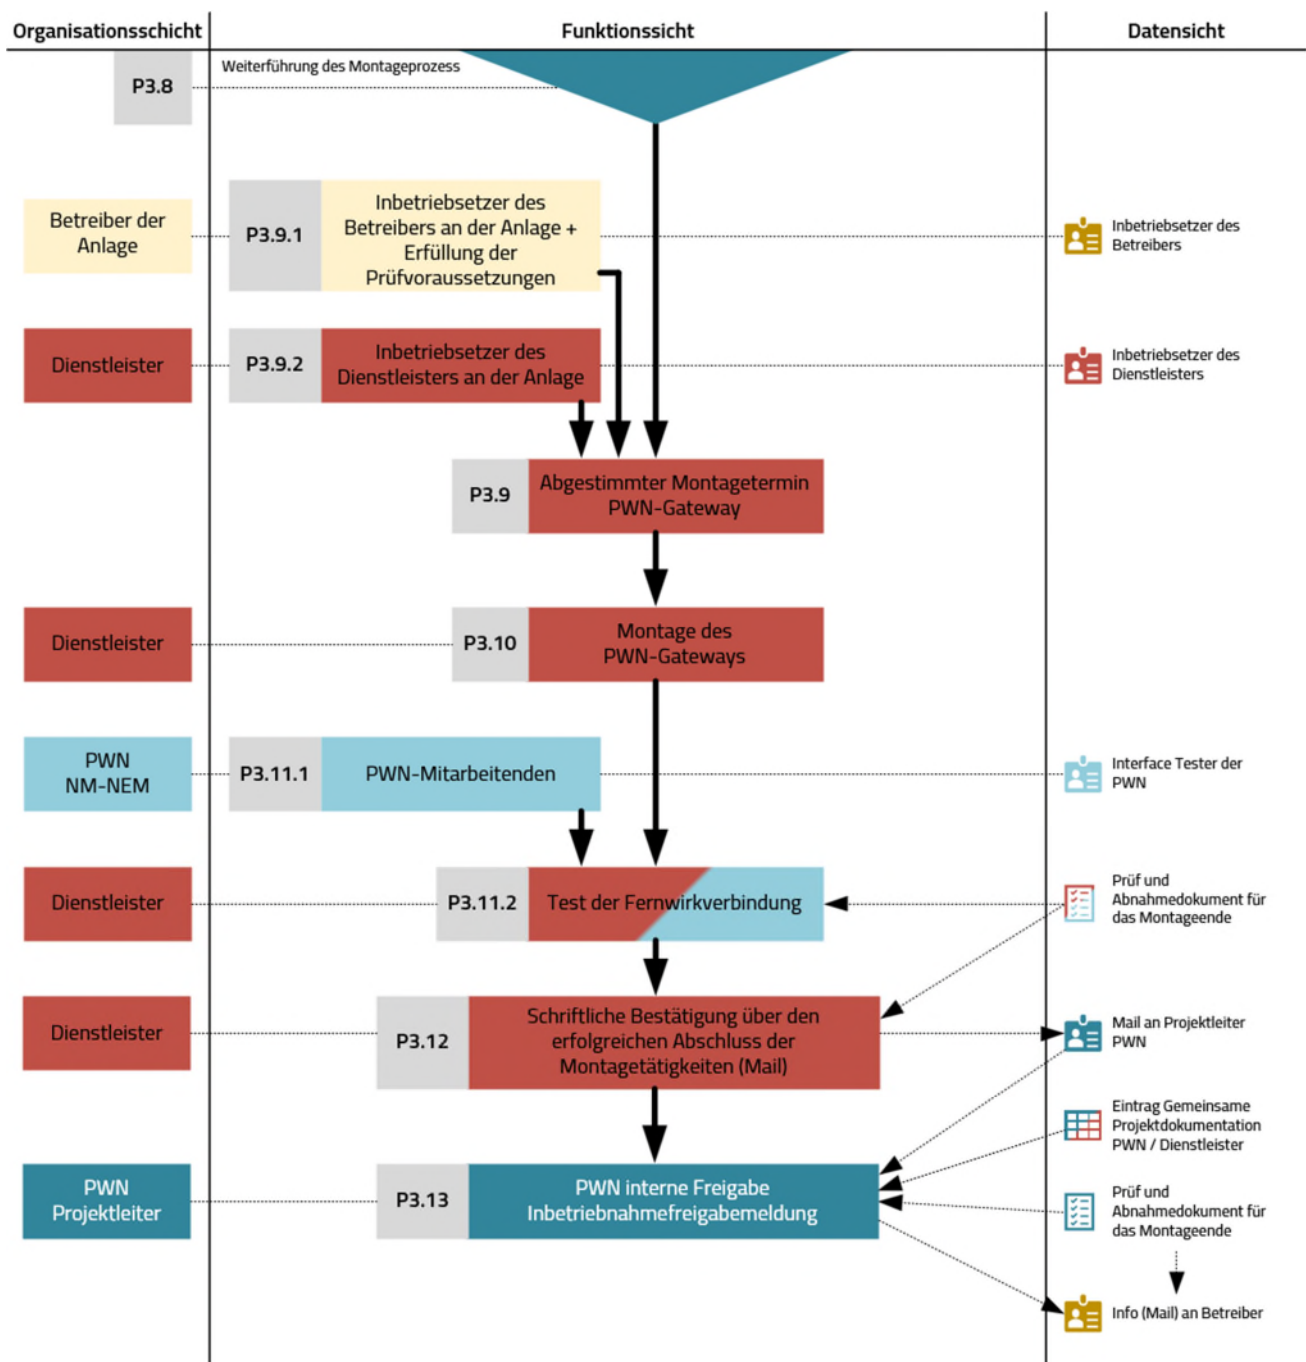 Organisationsschicht
Funktionssicht
Datensicht
P3.8
Weiterführung des Montageprozess
Betreiber der
Anlage
P3.9.1
Inbetriebsetzer des
Betreibers an der Anlage +
Erfüllung der
Prüfvoraussetzungen
Inbetriebsetzer des
Betreibers
Dienstleister
P3.9.2
Inbetriebsetzer des
Dienstleisters an der Anlage
Inbetriebsetzer des
Dienstleisters
P3.9
Abgestimmter Montagetermin
PWN-Gateway
Dienstleister
P3.10
Montage des
PWN-Gateways
PWN
NM-NEM
P3.11.1
PWN-Mitarbeitenden
Interface Tester der
PWN
Dienstleister
P3.11.2
Test der Fernwirkverbindung
Prüf und
Abnahmedokument für
das Montageende
Dienstleister
P3.12
Schriftliche Bestätigung über den
erfolgreichen Abschluss der
Montagetätigkeiten (Mail)
Mail an Projektleiter
PWN
Eintrag Gemeinsame
Projektdokumentation
PWN / Dienstleister
PWN
Projektleiter
P3.13
PWN interne Freigabe
Inbetriebnahmefreigabemeldung
Prüf und
Abnahmedokument für
das Montageende
Info (Mail) an Betreiber